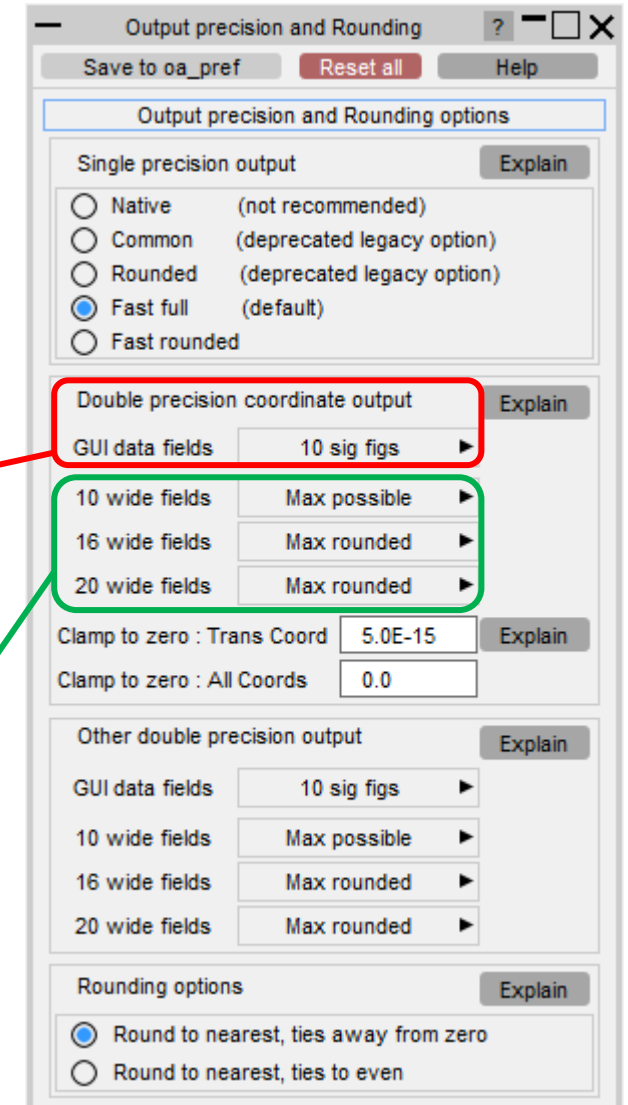 Output precision and Rounding ?
Save to oa_pref Reset all Help
Output precision and Rounding options
Single precision output Explain
Native (not recommended)
Common (deprecated legacy option)
Rounded (deprecated legacy option)
Fast full (default)
Fast rounded
Double precision coordinate output Explain
GUI data fields 10 sig figs
10 wide fields Max possible
16 wide fields Max rounded
20 wide fields Max rounded
Clamp to zero : Trans Coord 5.0E-15 Explain
Clamp to zero : All Coords 0.0
Other double precision output Explain
GUI data fields 10 sig figs
10 wide fields Max possible
16 wide fields Max rounded
20 wide fields Max rounded
Rounding options Explain
Round to nearest, ties away from zero
Round to nearest, ties to even